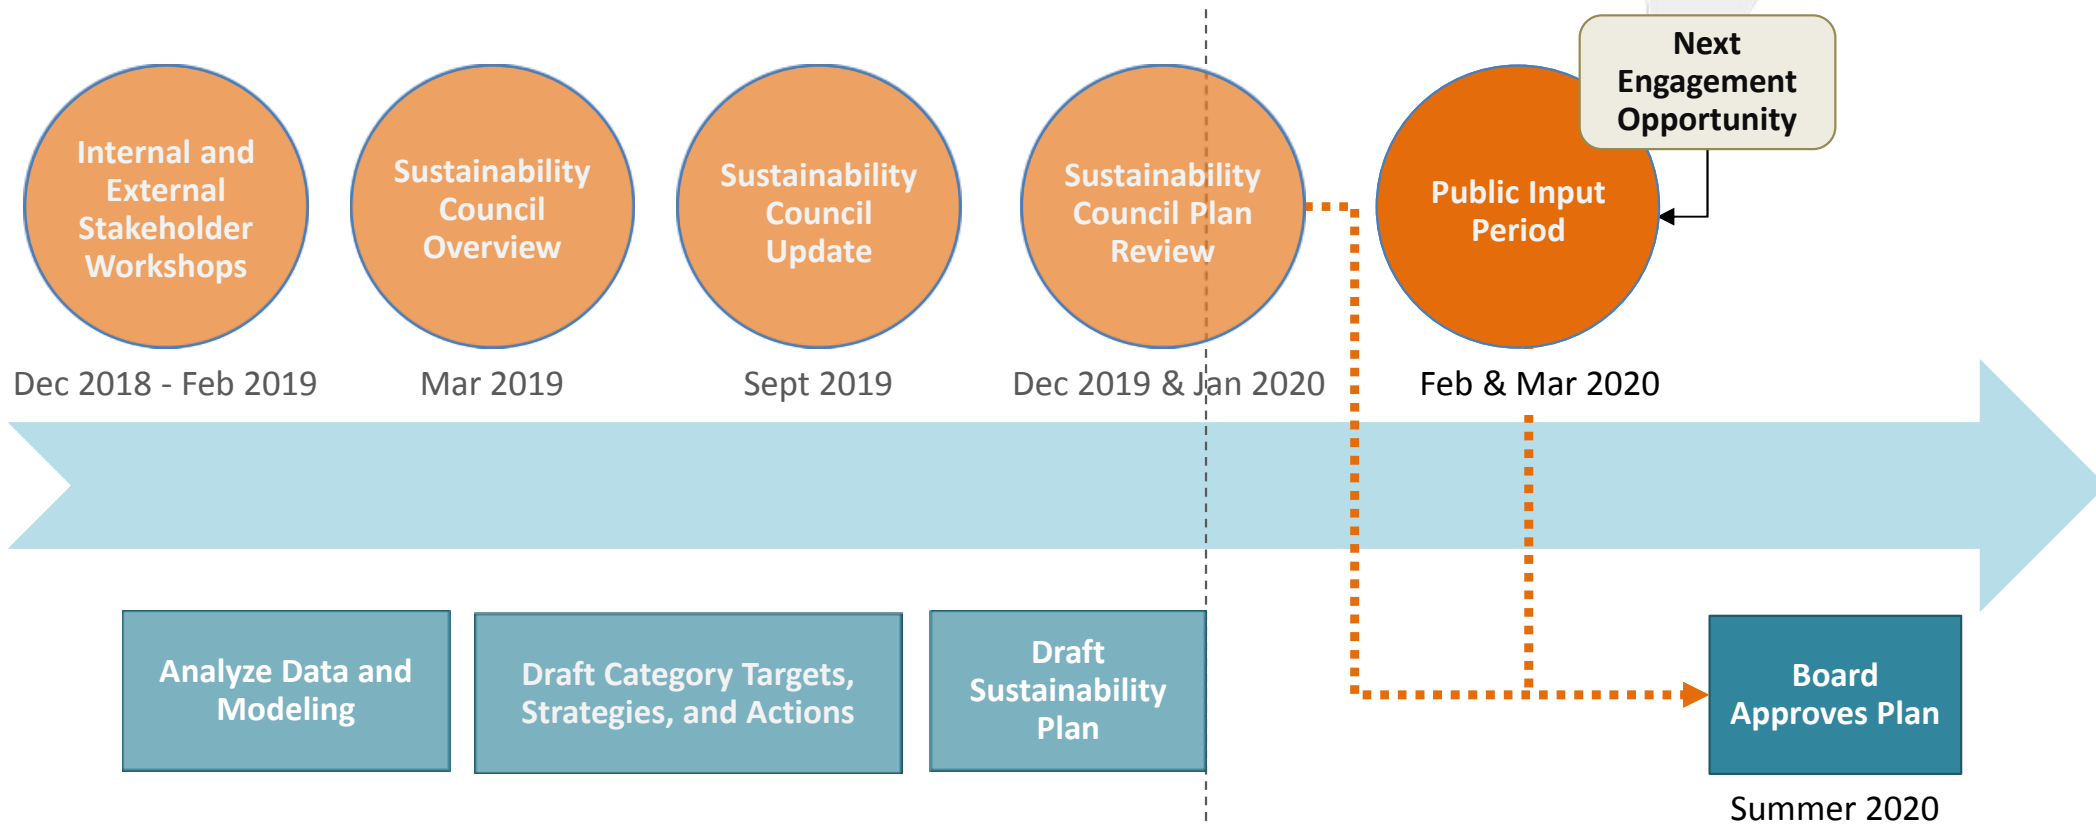 Internal and
External
Stakeholder
Workshops
Sustainability
Council
Overview
Sustainability
Council
Update
Sustainability
Council Plan
Review
Public Input
Period
Next
Engagement
Opportunity
Dec 2018 - Feb 2019
Mar 2019
Sept 2019
Dec 2019 & Jan 2020
Feb & Mar 2020
Analyze Data and
Modeling
Draft Category Targets,
Strategies, and Actions
Draft
Sustainability
Plan
Board
Approves Plan
Summer 2020